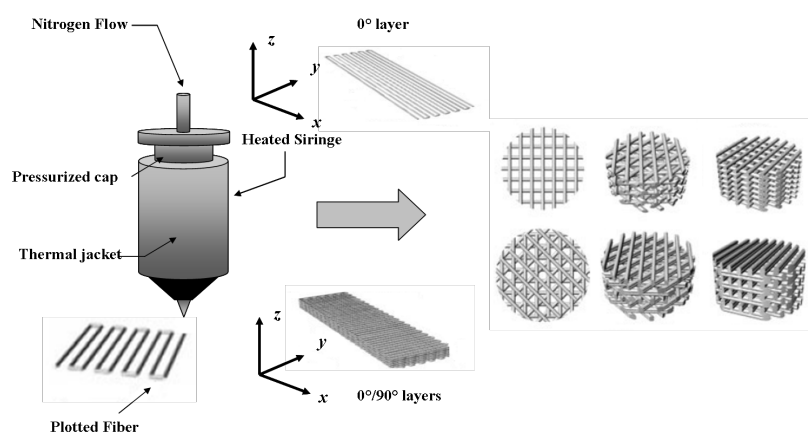 Nitrogen Flow
0° layer
z
y
x
Heated Siringe
Pressurized cap
Thermal jacket
z
y
x
0°/90° layers
Plotted Fiber